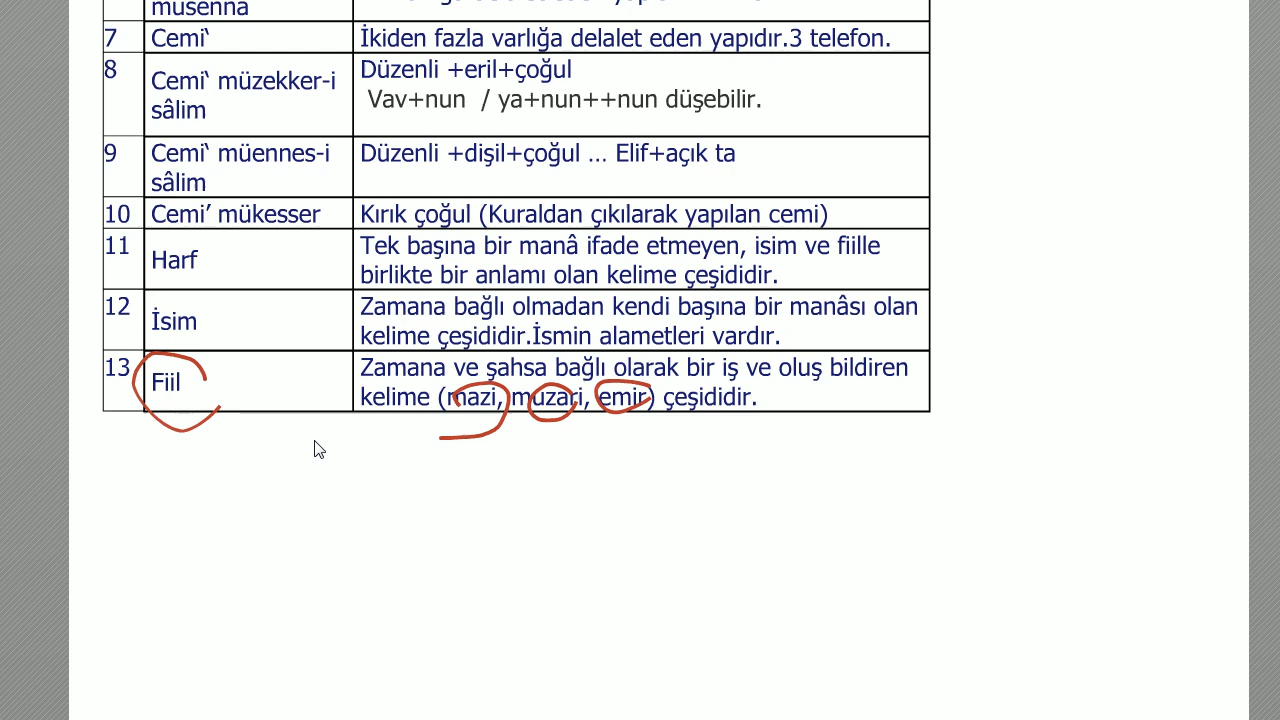 müsennâ
7 Cemi‘ İkiden fazla varlığa delalet eden yapıdır.3 telefon.
8 Cemi‘ müzekker-i sâlim Düzenli +eril+çoğul
Vav+nun / ya+nun++nun düşebilir.
9 Cemi‘ müennes-i sâlim Düzenli +dişil+çoğul … Elif+açık ta
10 Cemi’ mükesser Kırık çoğul (Kuraldan çıkılarak yapılan cemi)
11 Harf Tek başına bir manâ ifade etmeyen, isim ve fiille
birlikte bir anlamı olan kelime çeşididir.
12 İsim Zamana bağlı olmadan kendi başına bir manâsı olan
kelime çeşididir.İsmin alametleri vardır.
13 Fiil Zamana ve şahsa bağlı olarak bir iş ve oluş bildiren
kelime (mazi, muzari, emir) çeşididir.